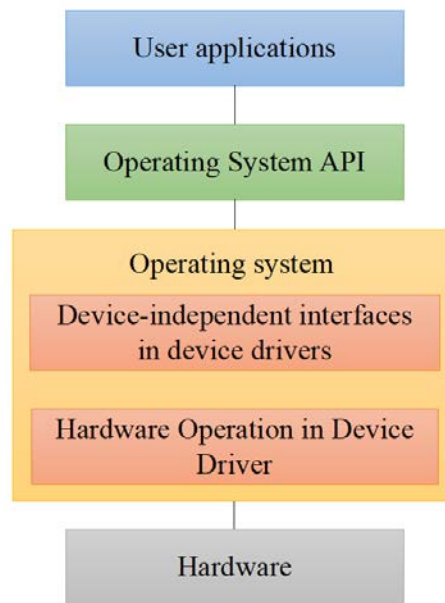 User applications
Operating System API
Operating system
Device-independent interfaces
in device drivers
Hardware Operation in Device
Driver
Hardware